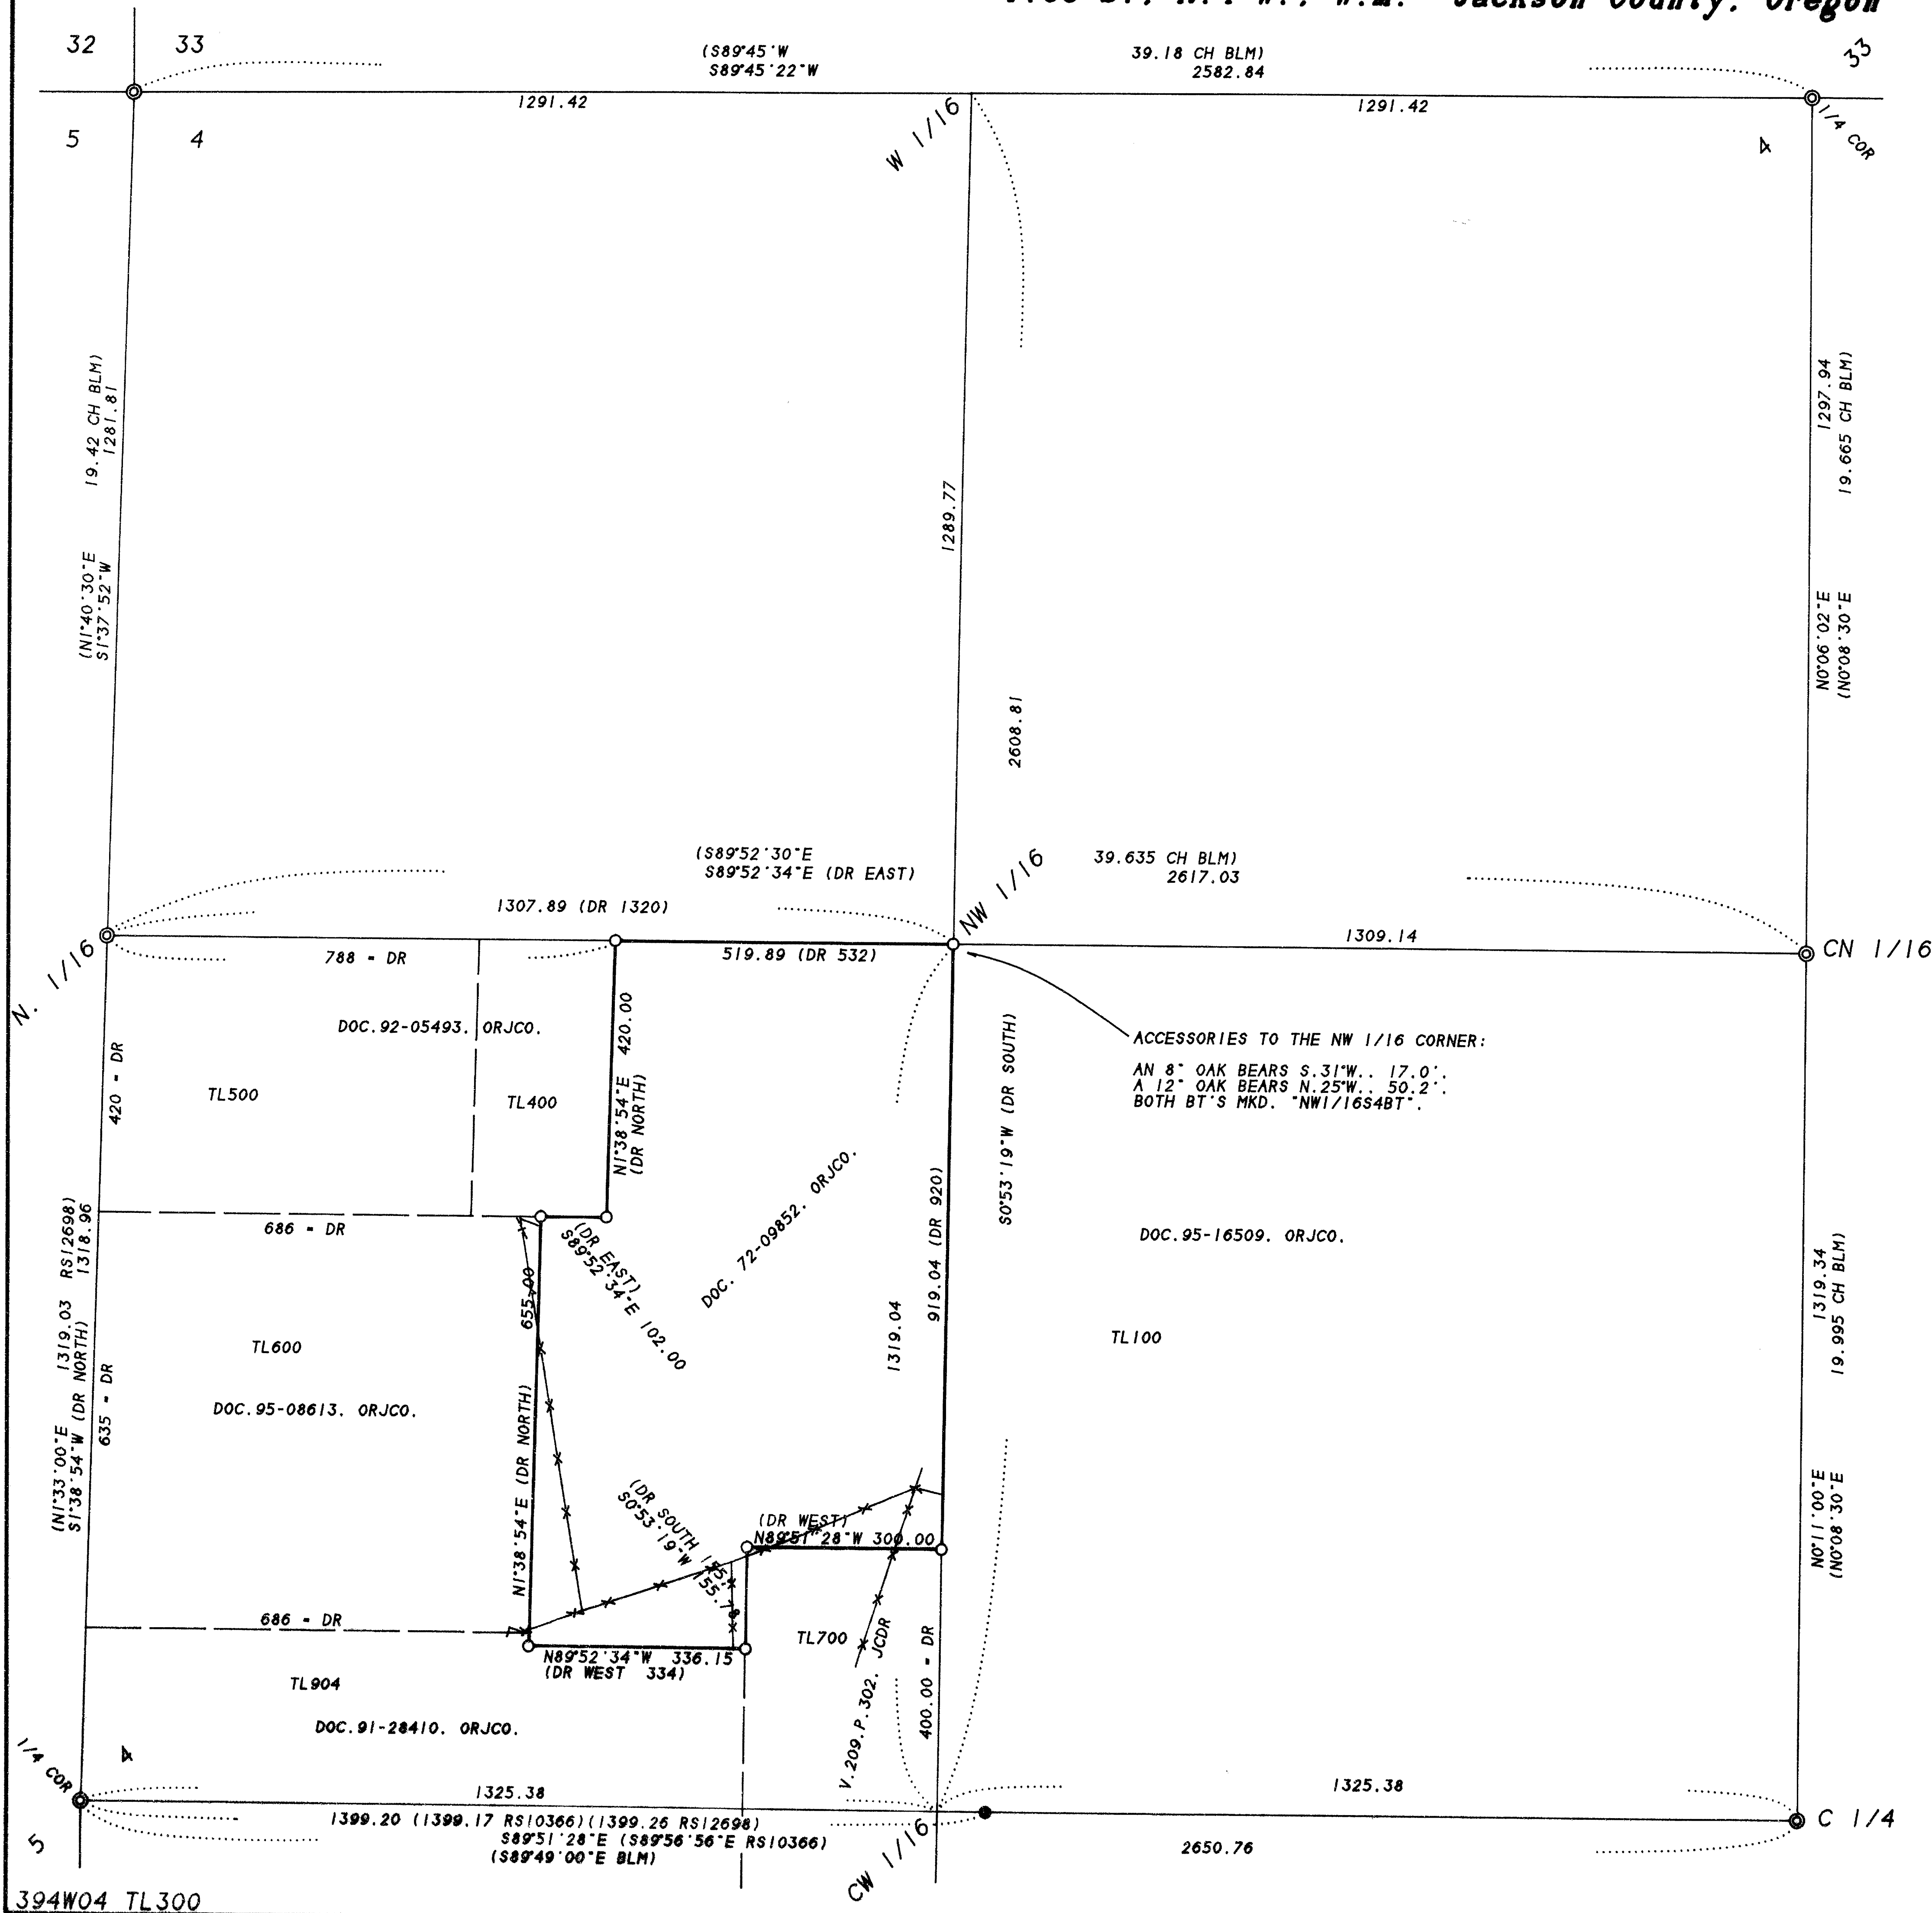 W.M. Jackson County, Oregon
32 33
(S89°45'W 39.18 CH BLM)
S89°45'22"W 2582.84
33
1291.42
1291.42
5 4
W 1/16
4
1/4 COR
19.42 CH BLM)
1281.81
(N1°40'30"E
S1°37'52"W
1289.77
2608.81
1297.94
19.665 CH BLM)
N0°06'02"E
(N0°08'30"E
(S89°52'30"E 39.635 CH BLM)
S89°52'34"E (DR EAST) 2617.03
NW 1/16
1307.89 (DR 1320)
N. 1/16
788 - DR
519.89 (DR 532)
1309.14
CN 1/16
DOC.92-05493. ORJCO.
420 - DR
TL500
TL400
N1°38'54"E 420.00
(DR NORTH)
S0°53'19"W (DR SOUTH)
ACCESSORIES TO THE NW 1/16 CORNER:
AN 8" OAK BEARS S.31°W.. 17.0'.
A 12" OAK BEARS N.25°W.. 50.2'.
BOTH BT'S MKD. "NW1/16S4BT".
DOC. 72-09852. ORJCO.
919.04 (DR 920)
686 - DR
(DR EAST)
S89°52'34"E 102.00
DOC.95-16509. ORJCO.
655.00
1319.04
TL100
TL600
DOC.95-08613. ORJCO.
(N1°33'00"E 1319.03 RS12698)
S1°38'54"W (DR NORTH) 1318.96
635 - DR
N1°38'54"E (DR NORTH)
1319.34
19.995 CH BLM)
N0°11'00"E
(N0°08'30"E
(DR SOUTH 155.
S0°53'19"W 155.78
(DR WEST)
N89°51'28"W 300.00
686 - DR
N89°52'34"W 336.15
(DR WEST 334)
TL700
V.209.P.302. JCDR
400.00 - DR
TL904
DOC.91-28410. ORJCO.
1/4 COR
4
1325.38
1325.38
1399.20 (1399.17 RS10366)(1399.26 RS12698)
S89°51'28"E (S89°56'56"E RS10366)
(S89°49'00"E BLM)
2650.76
C 1/4
CW 1/16
5
394W04 TL300